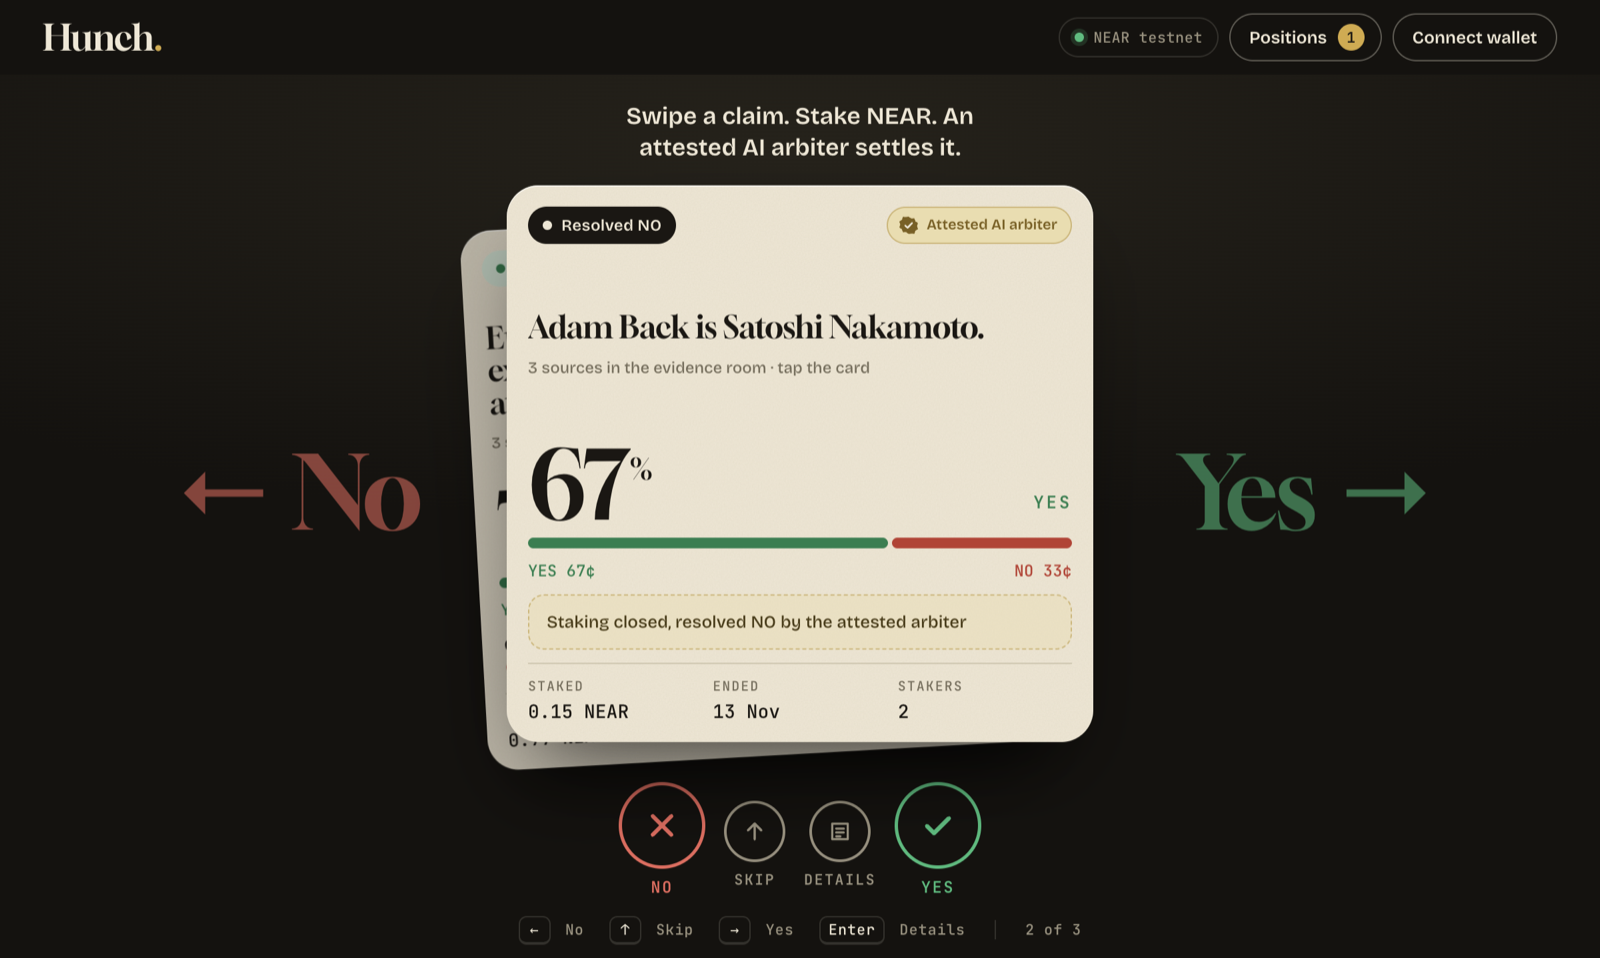 Hunch.
NEAR testnet
Positions 1
Connect wallet
Swipe a claim. Stake NEAR. An
attested AI arbiter settles it.
Resolved NO
Attested AI arbiter
Adam Back is Satoshi Nakamoto.
3 sources in the evidence room · tap the card
67%
YES
YES 67¢
NO 33¢
Staking closed, resolved NO by the attested arbiter
STAKED
ENDED
STAKERS
0.15 NEAR
13 Nov
2
← No
Yes →
NO
SKIP
DETAILS
YES
← No
↑ Skip
→ Yes
Enter Details
2 of 3